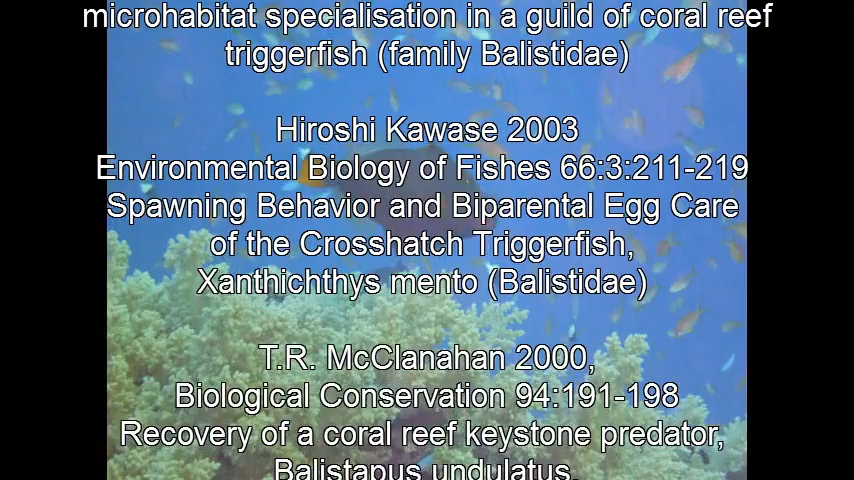 microhabitat specialisation in a guild of coral reef
triggerfish (family Balistidae)
Hiroshi Kawase 2003
Environmental Biology of Fishes 66:3:211-219
Spawning Behavior and Biparental Egg Care
of the Crosshatch Triggerfish,
Xanthichthys mento (Balistidae)
T.R. McClanahan 2000,
Biological Conservation 94:191-198
Recovery of a coral reef keystone predator,
Balistapus undulatus,